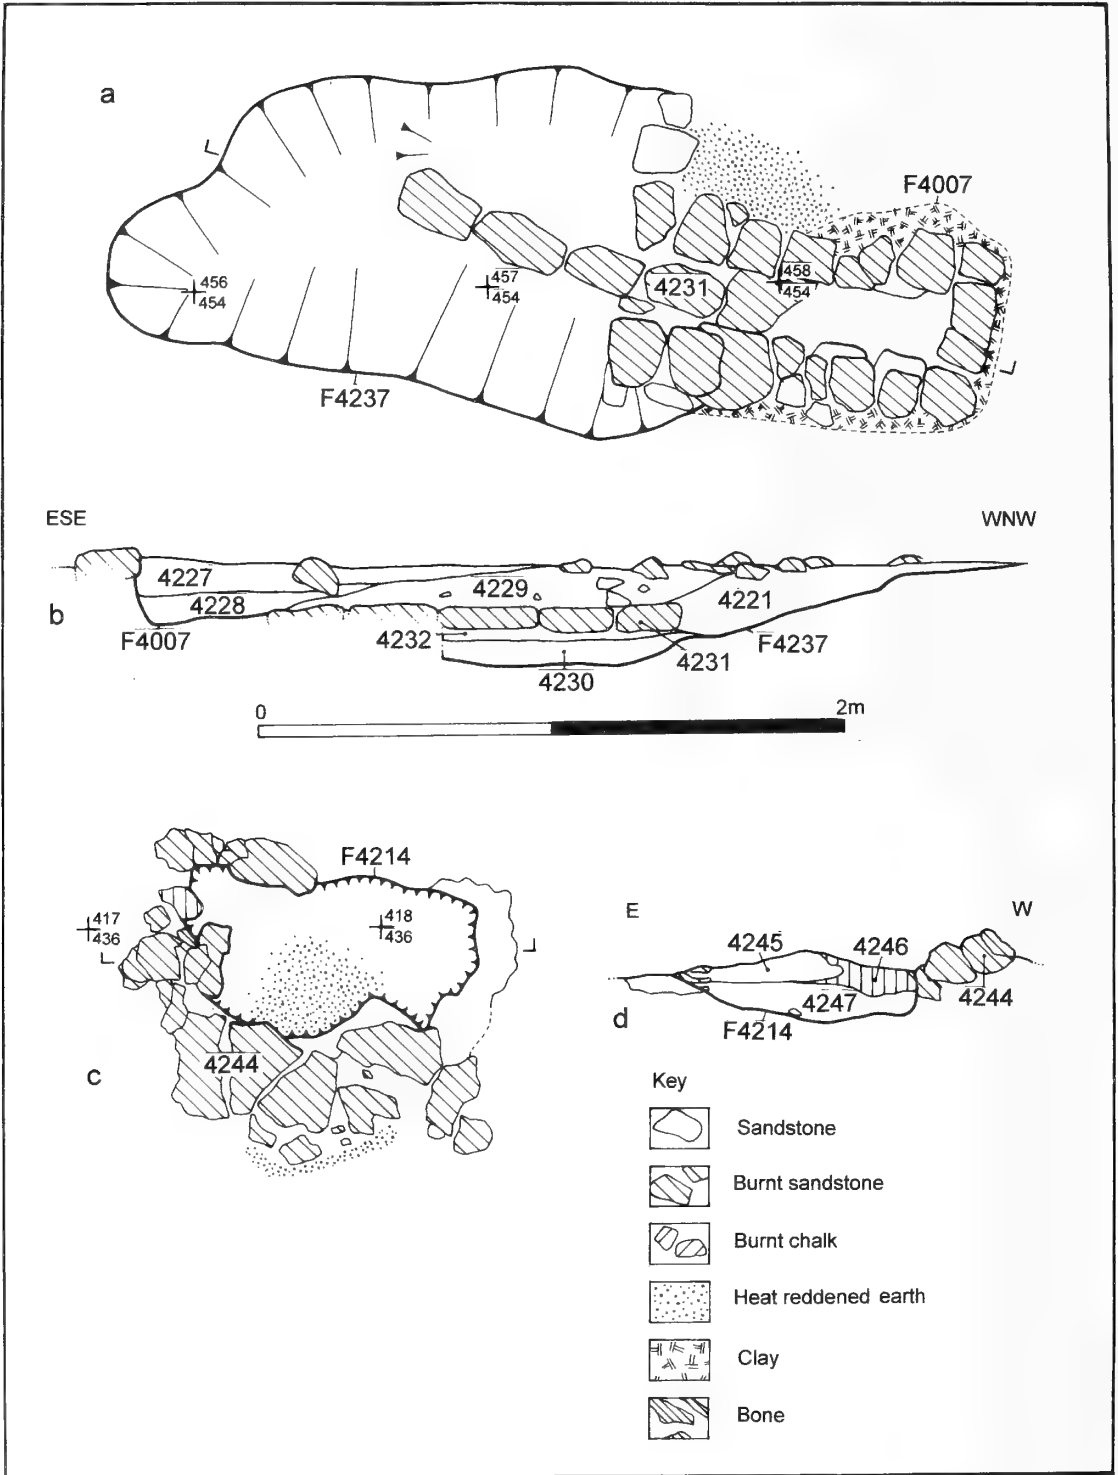 a
F4007
4231
456
454
457
454
458
454
F4237
ESE
WNW
4227
4229
4228
4221
b
F4007
4232
F4237
4231
4230
0
2m
F4214
417
436
418
436
E
W
4245
4246
4247
4244
d
F4214
4244
c
Key
Sandstone
Burnt sandstone
Burnt chalk
Heat reddened earth
Clay
Bone